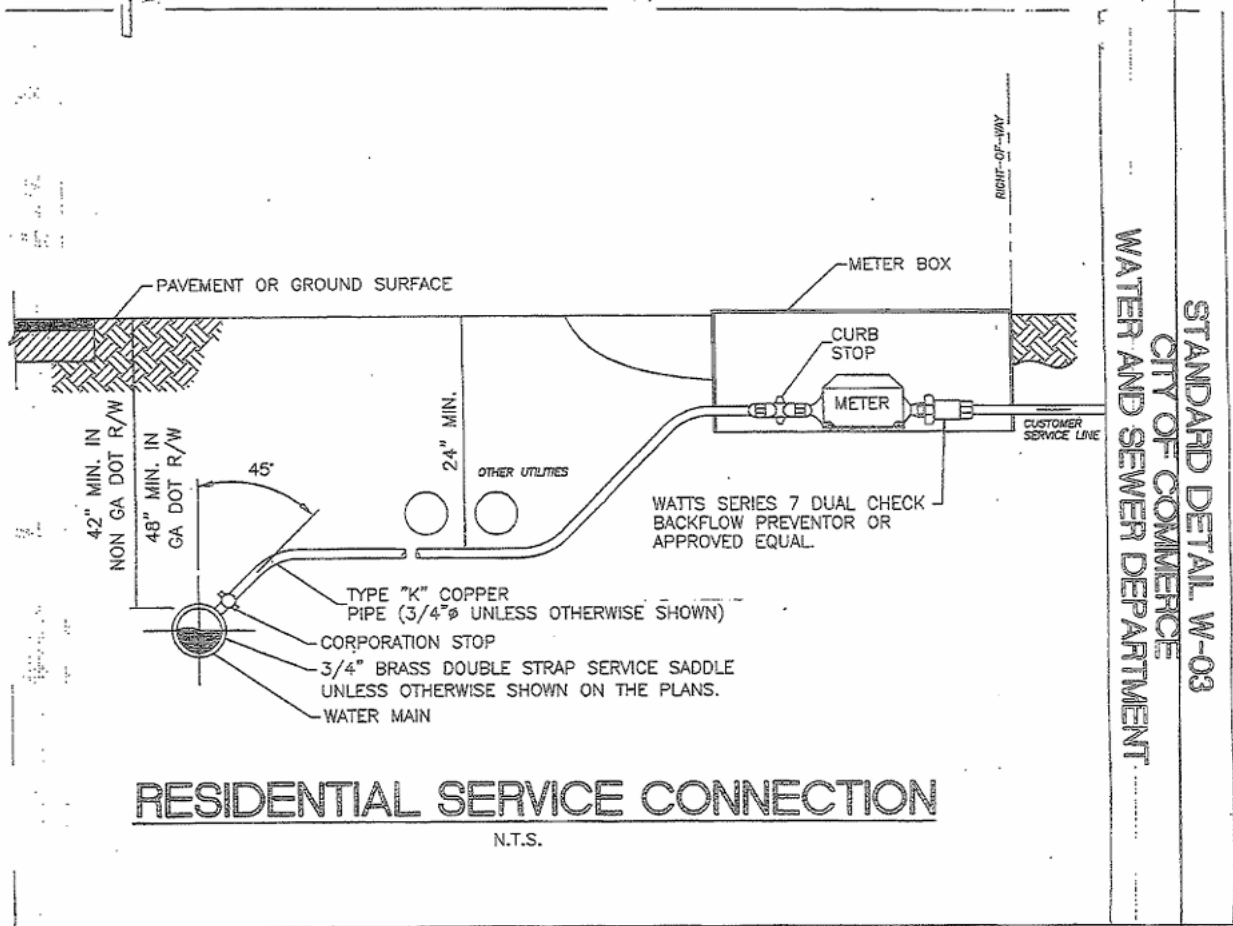 RIGHT-OF-WAY
PAVEMENT OR GROUND SURFACE
METER BOX
CURB
STOP
METER
CUSTOMER
SERVICE LINE
42" MIN. IN
NON GA DOT R/W
48" MIN. IN
GA DOT R/W
45°
24" MIN.
OTHER UTILITIES
WATTS SERIES 7 DUAL CHECK
BACKFLOW PREVENTOR OR
APPROVED EQUAL.
TYPE "K" COPPER
PIPE (3/4"ø UNLESS OTHERWISE SHOWN)
CORPORATION STOP
3/4" BRASS DOUBLE STRAP SERVICE SADDLE
UNLESS OTHERWISE SHOWN ON THE PLANS.
WATER MAIN
RESIDENTIAL SERVICE CONNECTION
N.T.S.
STANDARD DETAIL W-03
CITY OF COMMERCE
WATER AND SEWER DEPARTMENT